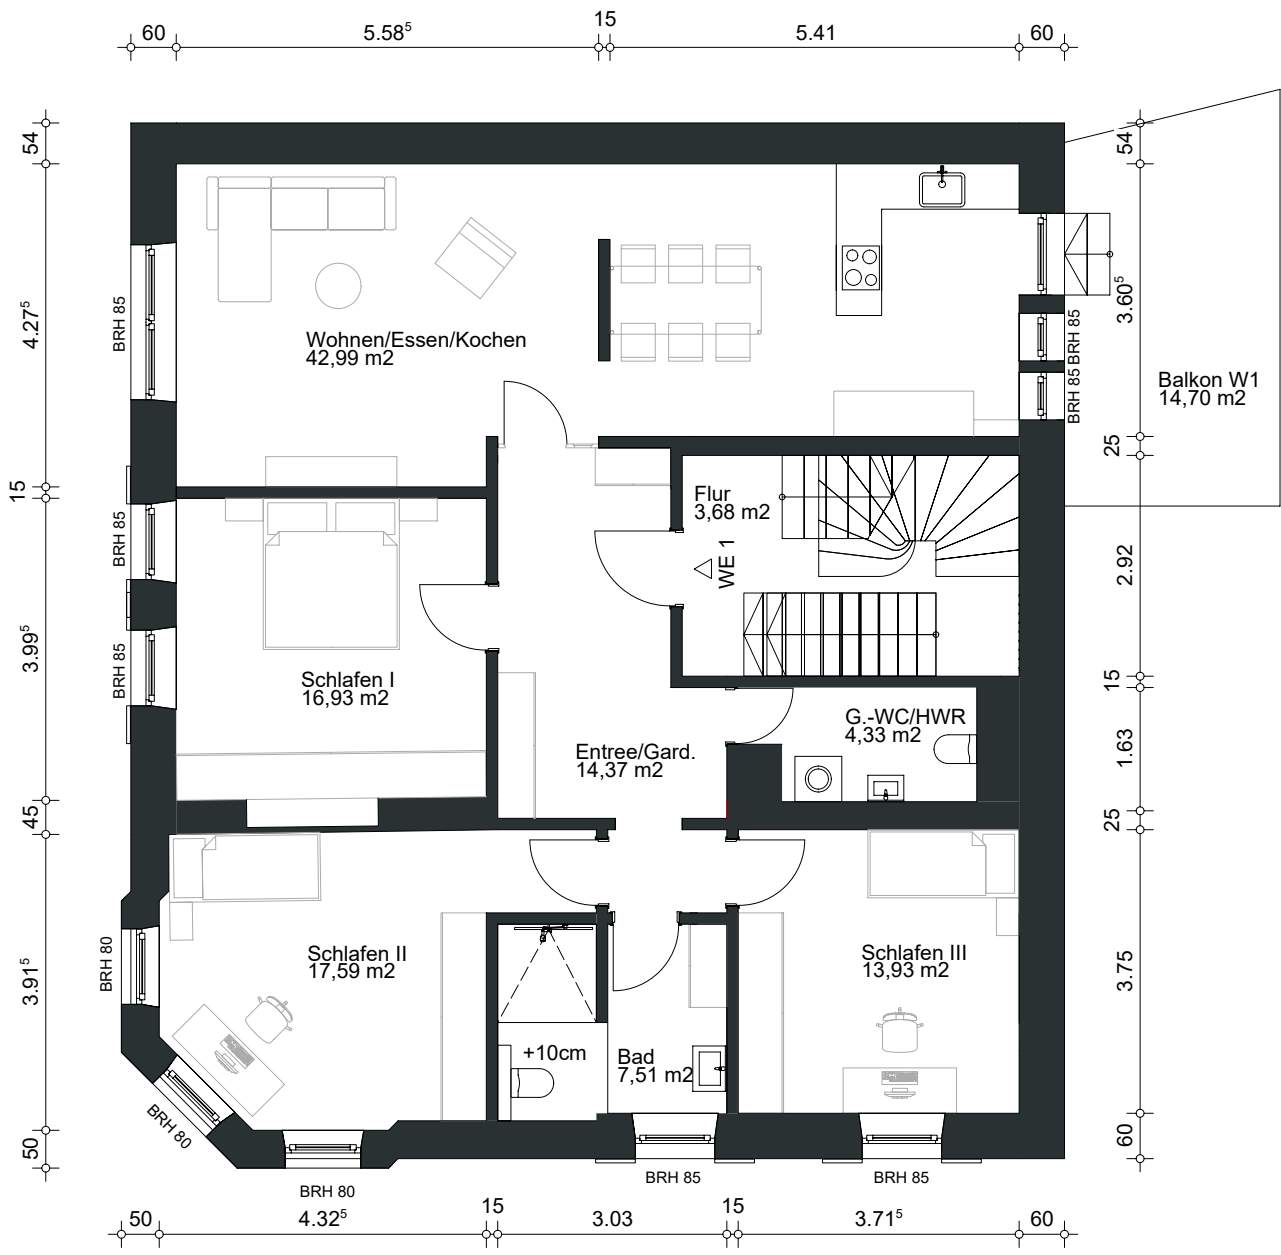 60
5.58⁵
15
5.41
60
54
4.27⁵
15
3.99⁵
45
3.91⁵
50
54
3.60⁵
25
2.92
15
1.63
25
3.75
60
BRH 85
BRH 85
BRH 85
BRH 85
BRH 85
Wohnen/Essen/Kochen
42,99 m2
Balkon W1
14,70 m2
Flur
3,68 m2
WE 1
Schlafen I
16,93 m2
G.-WC/HWR
4,33 m2
Entree/Gard.
14,37 m2
Schlafen II
17,59 m2
Schlafen III
13,93 m2
+10cm
Bad
7,51 m2
BRH 80
BRH 80
BRH 80
BRH 85
BRH 85
50
4.32⁵
15
3.03
15
3.71⁵
60